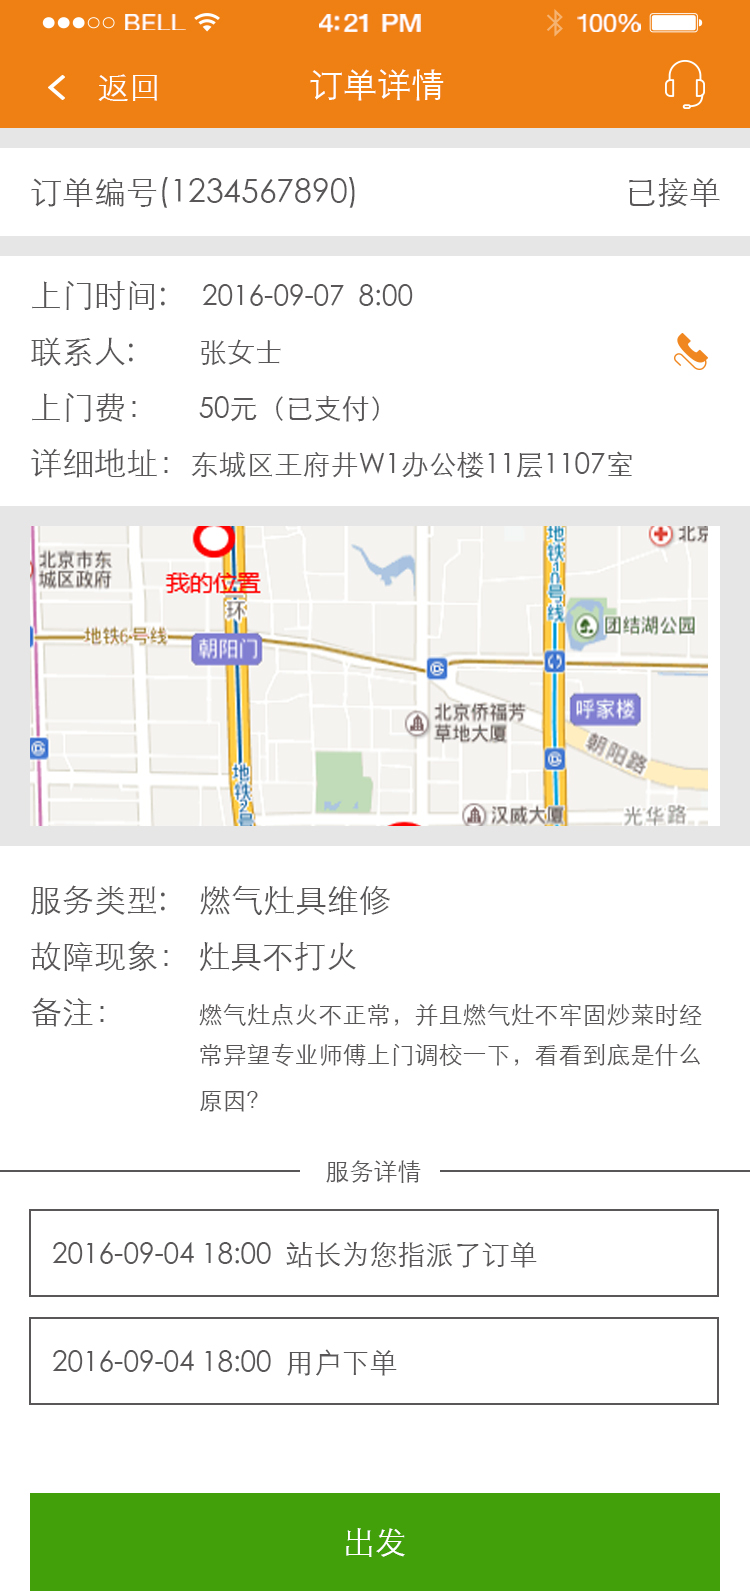 BELL 4:21 PM 100%
返回 订单详情
订单编号(1234567890) 已接单
上门时间: 2016-09-07 8:00
联系人: 张女士
上门费: 50元（已支付）
详细地址: 东城区王府井W1办公楼11层1107室
北京市东
城区政府
我的位置
环
地铁6号线
朝阳门
地铁2号
地铁10号线
北京
团结湖公园
北京侨福芳
草地大厦
呼家楼
朝阳路
汉威大厦
光华路
服务类型: 燃气灶具维修
故障现象: 灶具不打火
备注: 燃气灶点火不正常，并且燃气灶不牢固炒菜时经
常异望专业师傅上门调校一下，看看到底是什么
原因？
服务详情
2016-09-04 18:00 站长为您指派了订单
2016-09-04 18:00 用户下单
出发